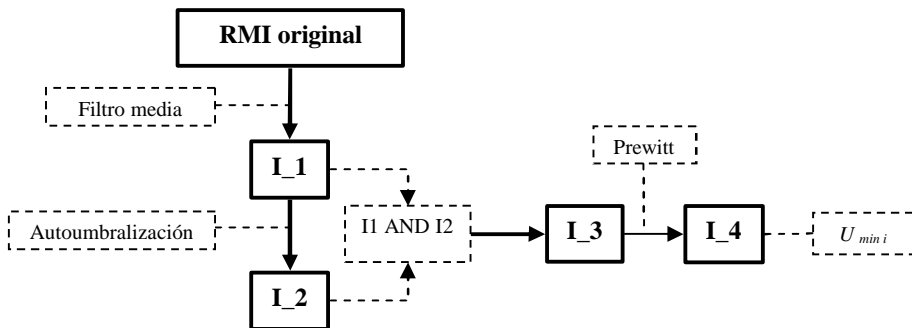 RMI original
Filtro media
Prewitt
I_1
I1 AND I2
Autoumbralización
I_3
I_4
U min i
I_2